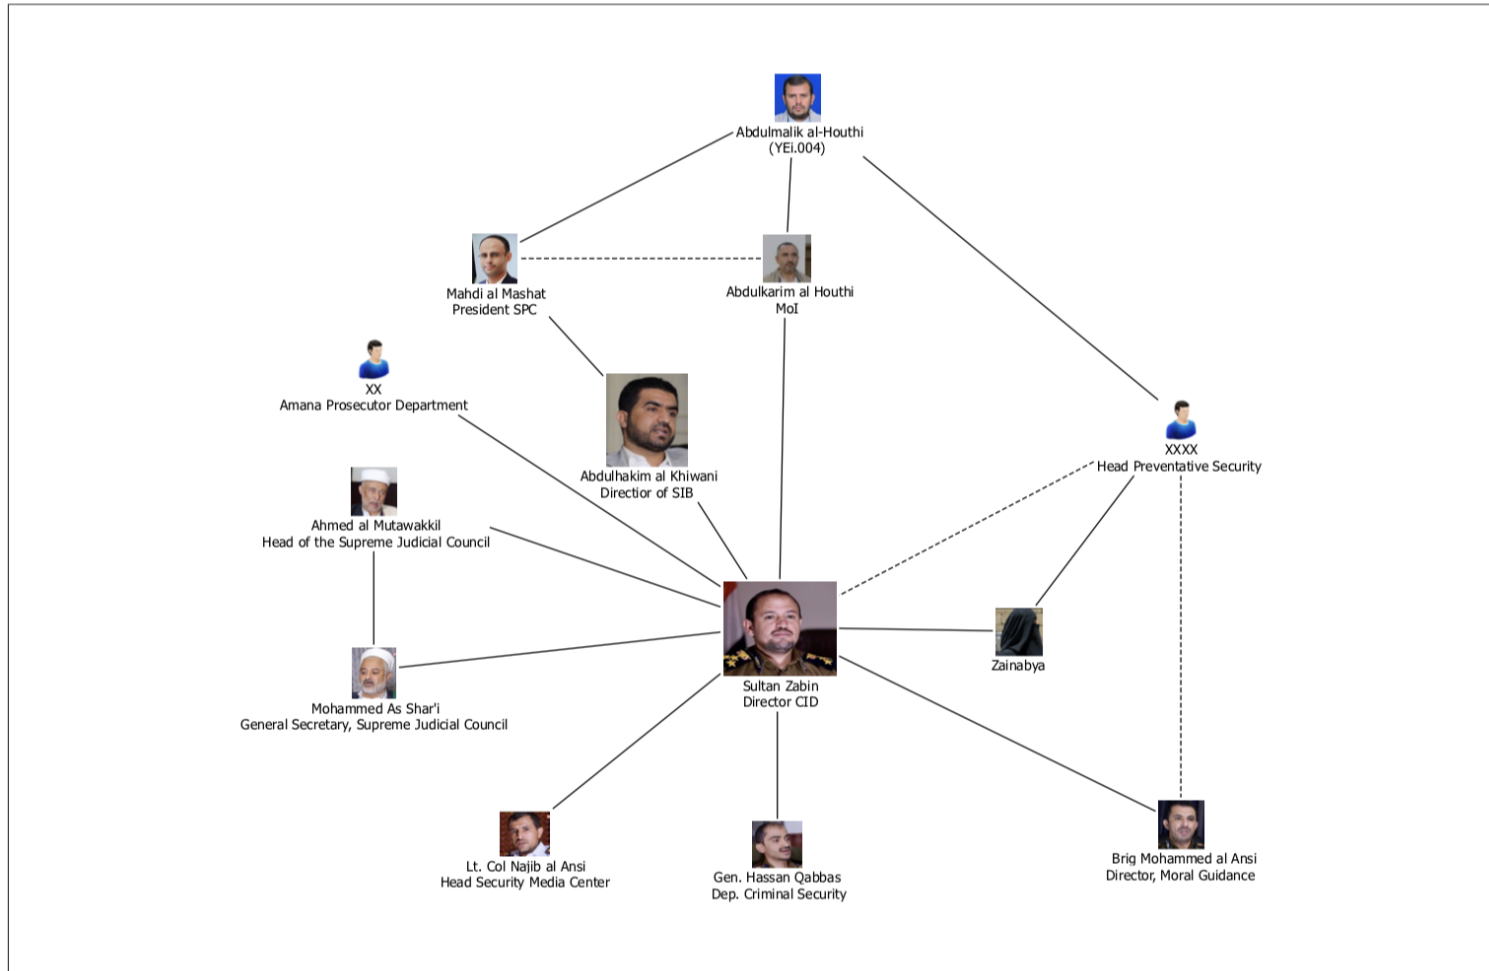 Abdulmalik al-Houthi
(YEi.004)
Mahdi al Mashat
President SPC
Abdulkarim al Houthi
MoI
XX
Amana Prosecutor Department
Abdulhakim al Khiwani
Directior of SIB
XXXX
Head Preventative Security
Ahmed al Mutawakkil
Head of the Supreme Judicial Council
Zainabya
Sultan Zabin
Director CID
Mohammed As Shar'i
General Secretary, Supreme Judicial Council
Lt. Col Najib al Ansi
Head Security Media Center
Gen. Hassan Qabbas
Dep. Criminal Security
Brig Mohammed al Ansi
Director, Moral Guidance